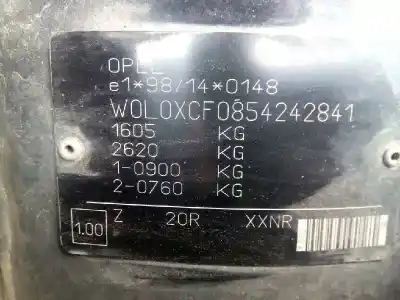 OPEL
e1*98/14*0148
W0L0XCF0854242841
1605 KG
2620 KG
1-0900 KG
2-0760 KG
1.00 Z 20R XXNR